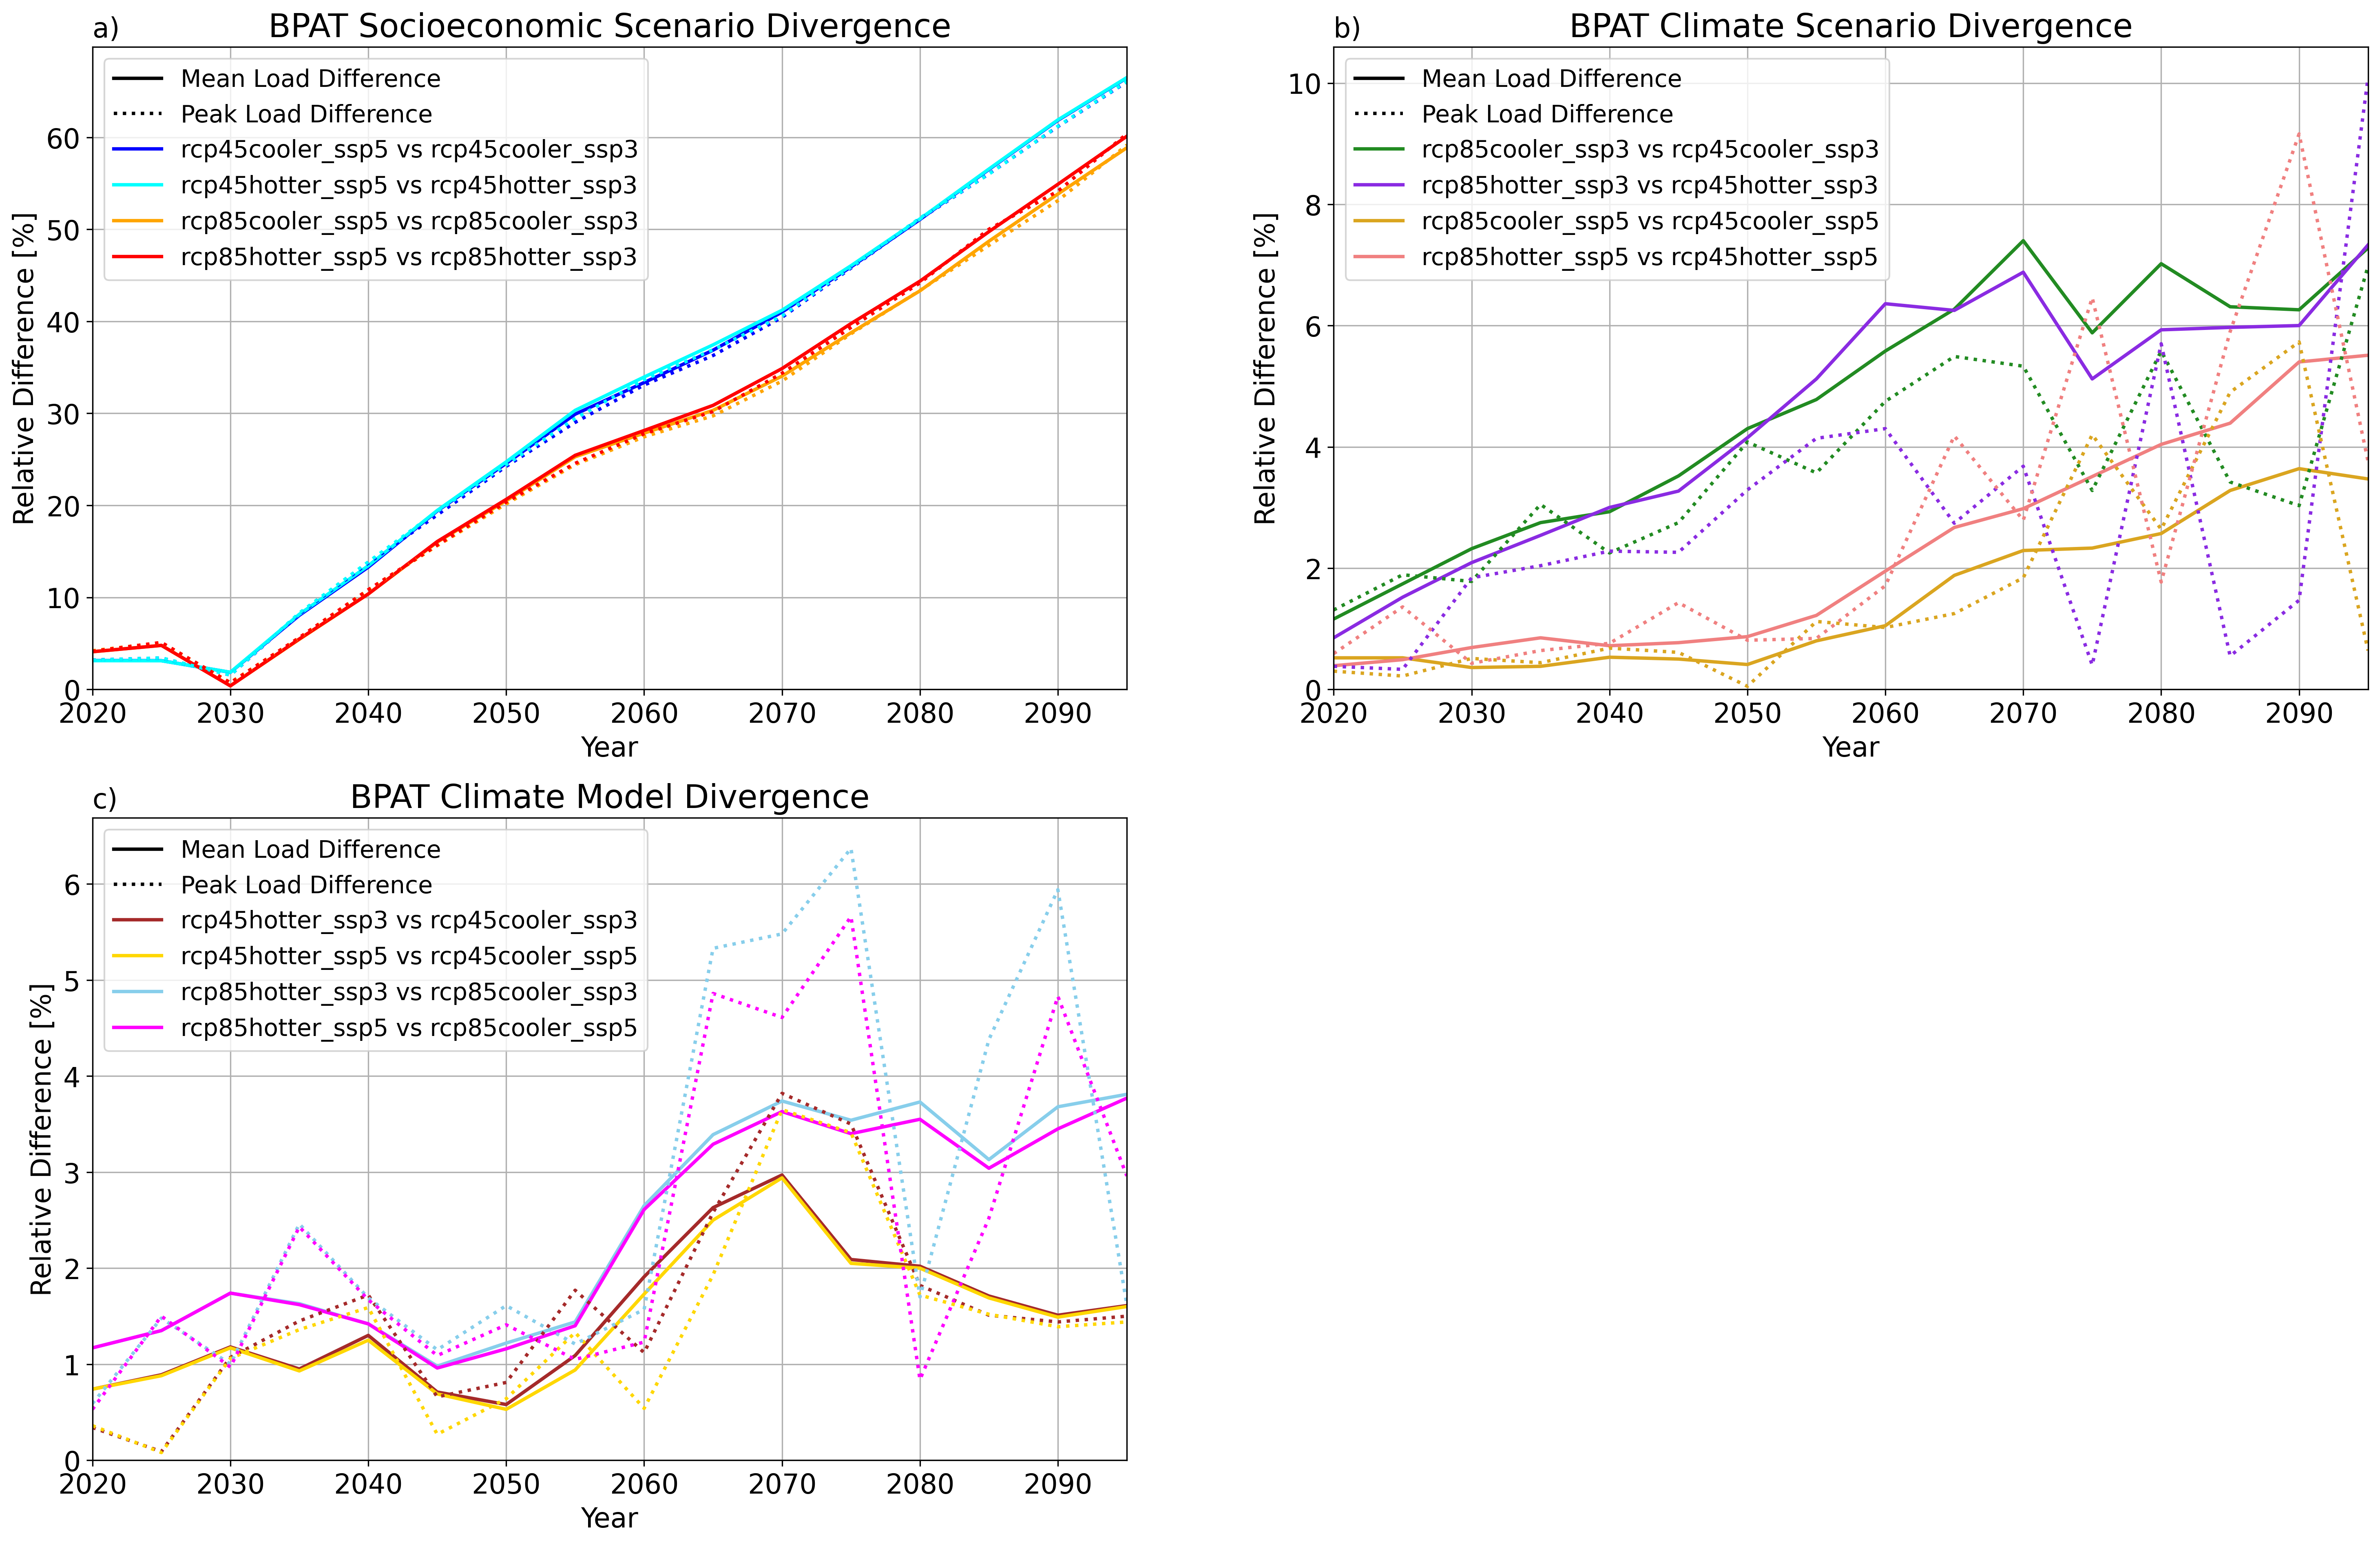 a)
BPAT Socioeconomic Scenario Divergence
Mean Load Difference
Peak Load Difference
rcp45cooler_ssp5 vs rcp45cooler_ssp3
rcp45hotter_ssp5 vs rcp45hotter_ssp3
rcp85cooler_ssp5 vs rcp85cooler_ssp3
rcp85hotter_ssp5 vs rcp85hotter_ssp3
Relative Difference [%]
60
50
40
30
20
10
0
2020 2030 2040 2050 2060 2070 2080 2090
Year
b)
BPAT Climate Scenario Divergence
Mean Load Difference
Peak Load Difference
rcp85cooler_ssp3 vs rcp45cooler_ssp3
rcp85hotter_ssp3 vs rcp45hotter_ssp3
rcp85cooler_ssp5 vs rcp45cooler_ssp5
rcp85hotter_ssp5 vs rcp45hotter_ssp5
Relative Difference [%]
10
8
6
4
2
0
2020 2030 2040 2050 2060 2070 2080 2090
Year
c)
BPAT Climate Model Divergence
Mean Load Difference
Peak Load Difference
rcp45hotter_ssp3 vs rcp45cooler_ssp3
rcp45hotter_ssp5 vs rcp45cooler_ssp5
rcp85hotter_ssp3 vs rcp85cooler_ssp3
rcp85hotter_ssp5 vs rcp85cooler_ssp5
Relative Difference [%]
6
5
4
3
2
1
0
2020 2030 2040 2050 2060 2070 2080 2090
Year